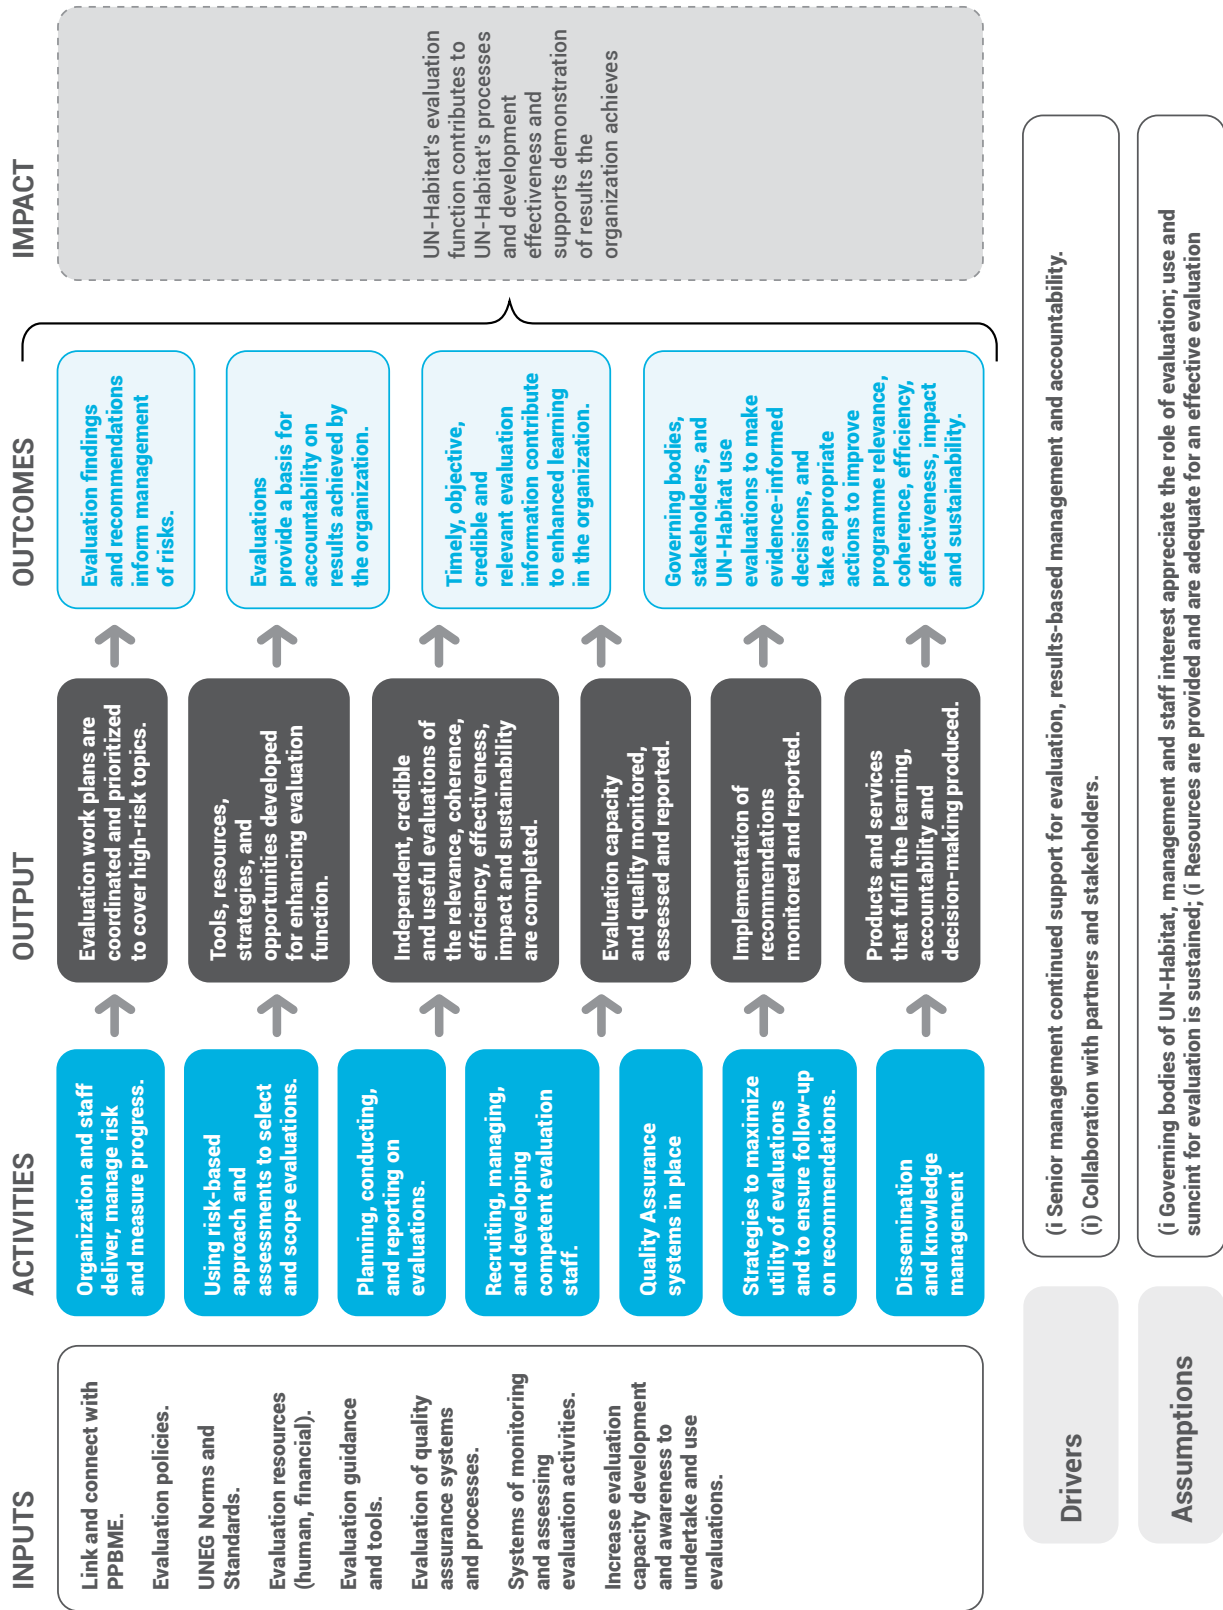 INPUTS
Link and connect with
PPBME.
Evaluation policies.
UNEG Norms and
Standards.
Evaluation resources
(human, financial).
Evaluation guidance
and tools.
Evaluation of quality
assurance systems
and processes.
Systems of monitoring
and assessing
evaluation activities.
Increase evaluation
capacity development
and awareness to
undertake and use
evaluations.
ACTIVITIES
Organization and staff
deliver, manage risk
and measure progress.
Using risk-based
approach and
assessments to select
and scope evaluations.
Planning, conducting,
and reporting on
evaluations.
Recruiting, managing,
and developing
competent evaluation
staff.
Quality Assurance
systems in place
Strategies to maximize
utility of evaluations
and to ensure follow-up
on recommendations.
Dissemination
and knowledge
management
OUTPUT
Evaluation work plans are
coordinated and prioritized
to cover high-risk topics.
Tools, resources,
strategies, and
opportunities developed
for enhancing evaluation
function.
Independent, credible
and useful evaluations of
the relevance, coherence,
efficiency, effectiveness,
impact and sustainability
are completed.
Evaluation capacity
and quality monitored,
assessed and reported.
Implementation of
recommendations
monitored and reported.
Products and services
that fulfil the learning,
accountability and
decision-making produced.
OUTCOMES
Evaluation findings
and recommendations
inform management
of risks.
Evaluations
provide a basis for
accountability on
results achieved by
the organization.
Timely, objective,
credible and
relevant evaluation
information contribute
to enhanced learning
in the organization.
Governing bodies,
stakeholders, and
UN-Habitat use
evaluations to make
evidence-informed
decisions, and
take appropriate
actions to improve
programme relevance,
coherence, efficiency,
effectiveness, impact
and sustainability.
IMPACT
UN-Habitat's evaluation
function contributes to
UN-Habitat's processes
and development
effectiveness and
supports demonstration
of results the
organization achieves
Drivers
(i Senior management continued support for evaluation, results-based management and accountability.
(ii) Collaboration with partners and stakeholders.
Assumptions
(i Governing bodies of UN-Habitat, management and staff interest appreciate the role of evaluation; use and
suncint for evaluation is sustained; (i Resources are provided and are adequate for an effective evaluation